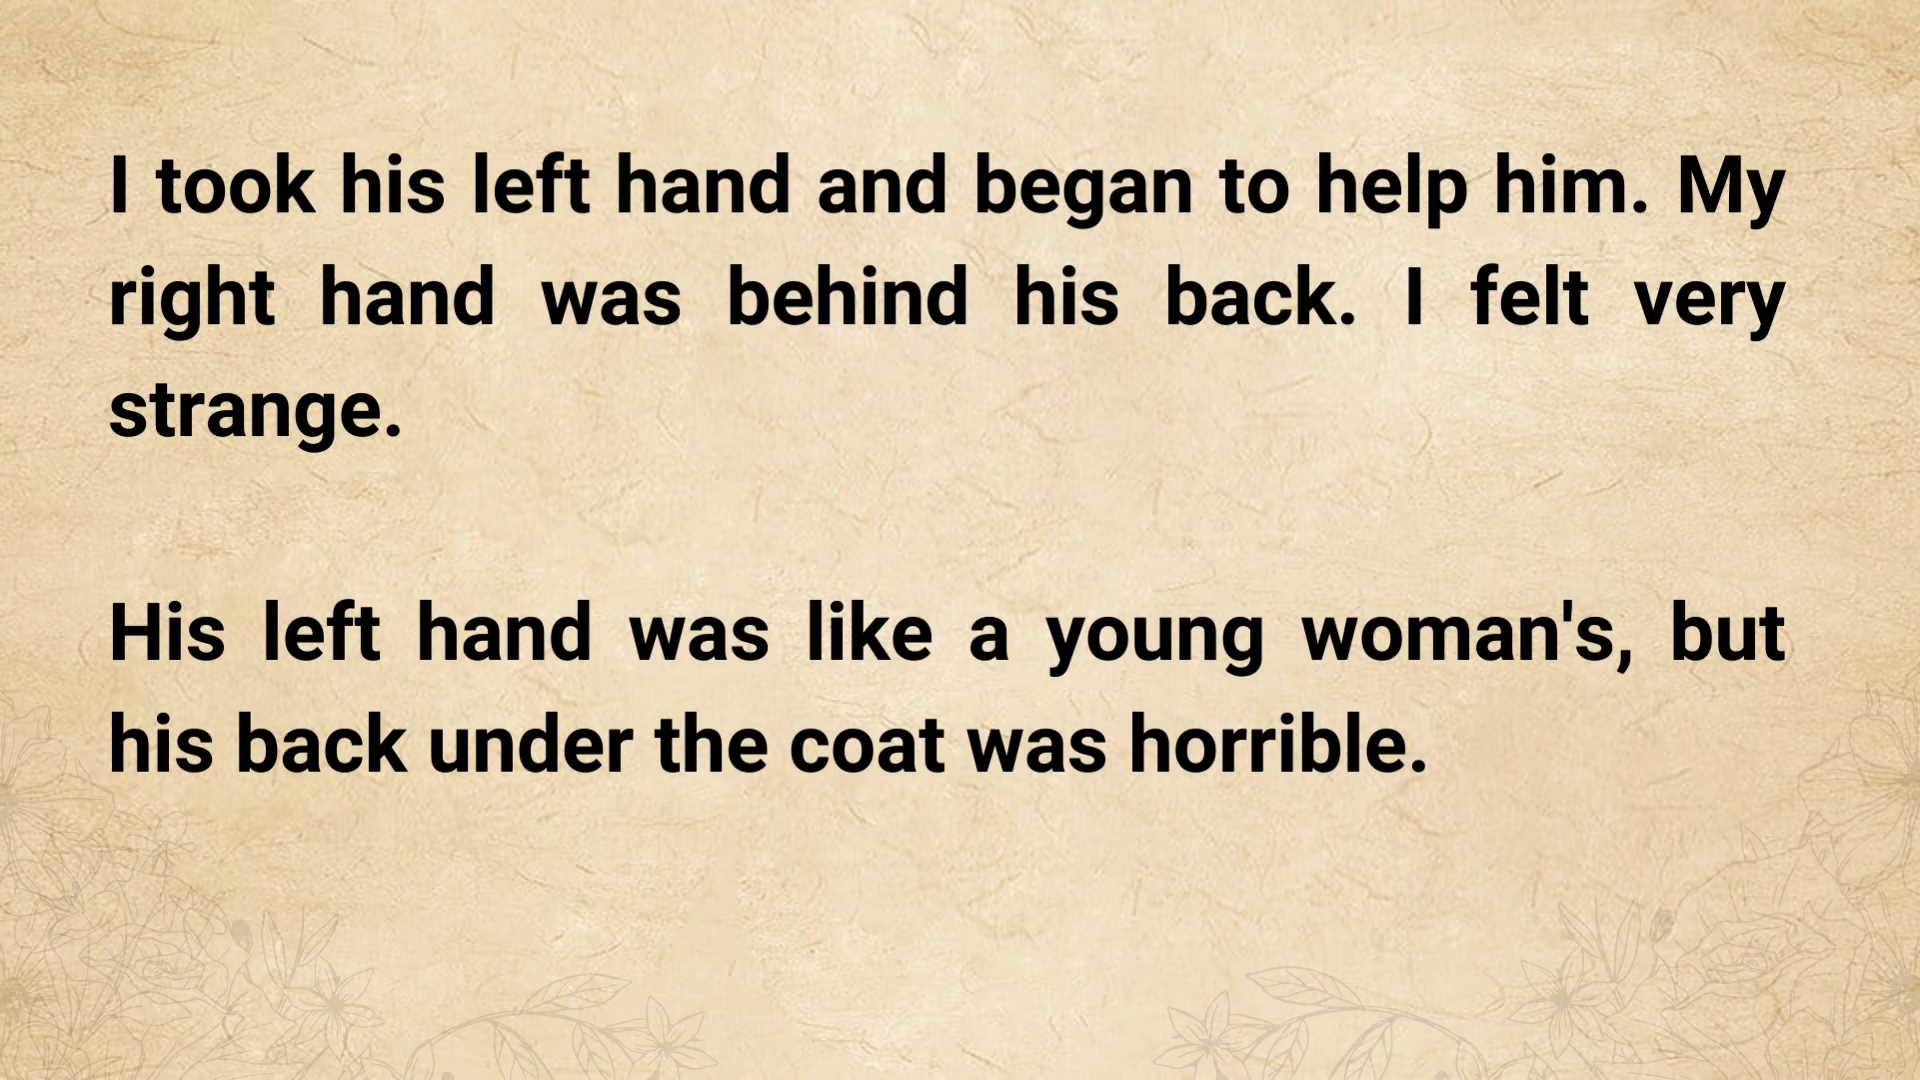 I took his left hand and began to help him. My
right hand was behind his back. I felt very
strange.
His left hand was like a young woman's, but
his back under the coat was horrible.